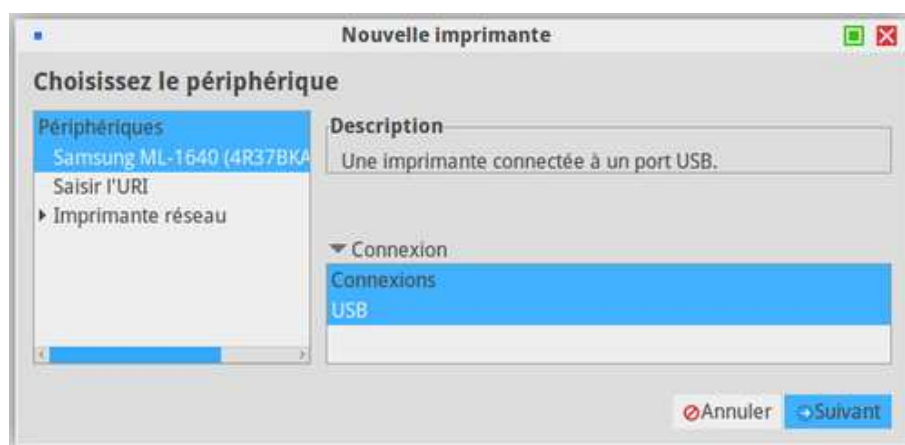 Nouvelle imprimante
Choisissez le périphérique
Périphériques
Samsung ML-1640 (4R37BKA
Saisir l'URI
Imprimante réseau
Description
Une imprimante connectée à un port USB.
Connexion
Connexions
USB
Annuler
Suivant